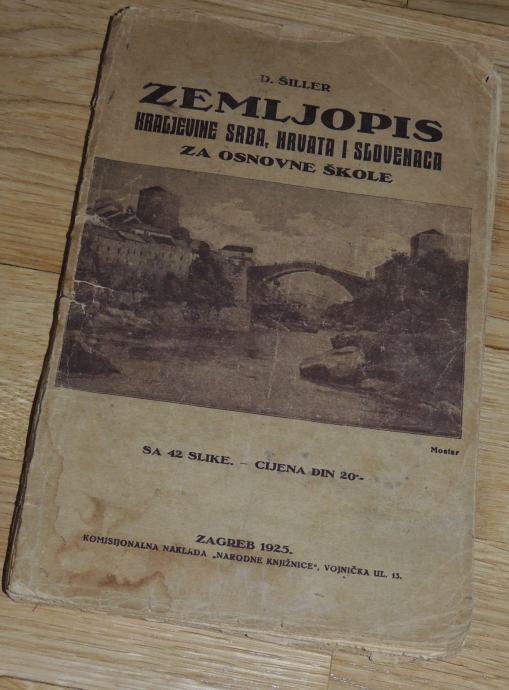 D. ŠILLER
ZEMLJOPIS
KRALJEVINE SRBA, HRVATA I SLOVENACA
ZA OSNOVNE ŠKOLE
Mostar
SA 42 SLIKE. – CIJENA DIN 20·-
ZAGREB 1925.
KOMISIJONALNA NAKLADA „NARODNE KNJIŽNICE", VOJNIČKA UL. 13.